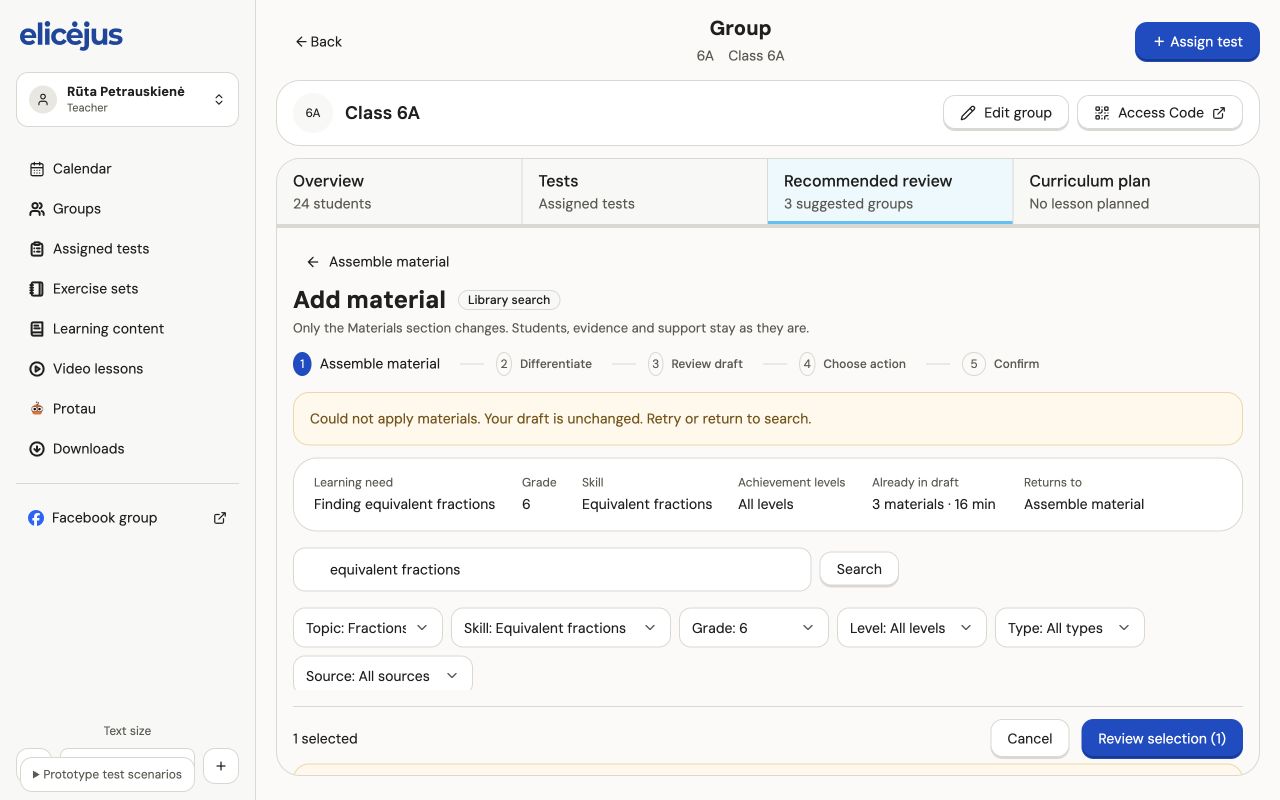 elicėjus
Rūta Petrauskienė
Teacher
Calendar
Groups
Assigned tests
Exercise sets
Learning content
Video lessons
Protau
Downloads
Facebook group
Text size
Prototype test scenarios
+
Back
Group
6A Class 6A
+ Assign test
6A Class 6A
Edit group
Access Code
Overview
24 students
Tests
Assigned tests
Recommended review
3 suggested groups
Curriculum plan
No lesson planned
Assemble material
Add material
Library search
Only the Materials section changes. Students, evidence and support stay as they are.
1 Assemble material 2 Differentiate 3 Review draft 4 Choose action 5 Confirm
Could not apply materials. Your draft is unchanged. Retry or return to search.
Learning need Grade Skill Achievement levels Already in draft Returns to
Finding equivalent fractions 6 Equivalent fractions All levels 3 materials · 16 min Assemble material
equivalent fractions
Search
Topic: Fractions Skill: Equivalent fractions Grade: 6 Level: All levels Type: All types
Source: All sources
1 selected
Cancel
Review selection (1)